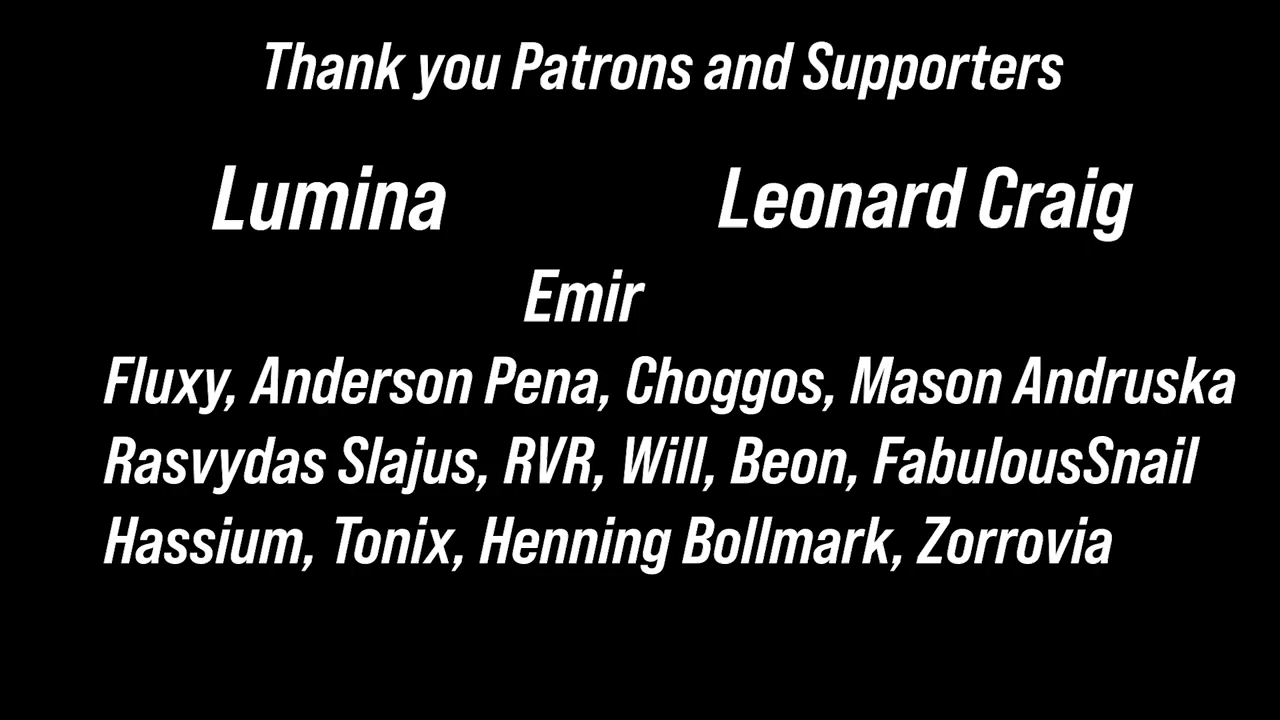 Thank you Patrons and Supporters
Lumina Leonard Craig
Emir
Fluxy, Anderson Pena, Choggos, Mason Andruska
Rasvydas Slajus, RVR, Will, Beon, FabulousSnail
Hassium, Tonix, Henning Bollmark, Zorrovia